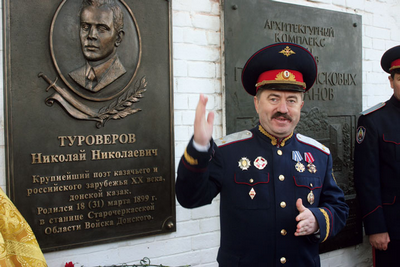 ТУРОВЕРОВ
Николай Николаевич
Крупнейший поэт казачьего и
российского зарубежья XX века,
донской казак.
Родился 18 (31) марта 1899 г.
в станице Старочеркасской
Области Войска Донского.
АРХИТЕКТУРНЫЙ
КОМПЛЕКС